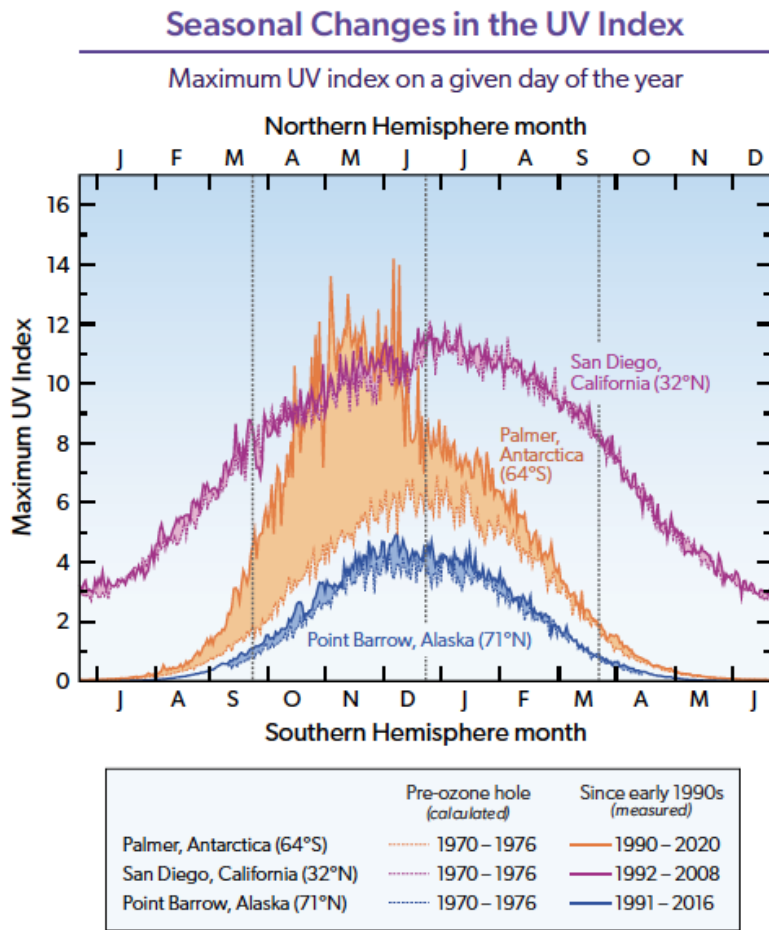 Seasonal Changes in the UV Index
Maximum UV index on a given day of the year
Northern Hemisphere month
J F M A M J J A S O N D
16
14
12
10
8
6
4
2
0
Maximum UV Index
San Diego,
California (32°N)
Palmer,
Antarctica
(64°S)
Point Barrow, Alaska (71°N)
J A S O N D J F M A M J
Southern Hemisphere month
Pre-ozone hole Since early 1990s
(calculated) (measured)
Palmer, Antarctica (64°S) 1970 – 1976 1990 – 2020
San Diego, California (32°N) 1970 – 1976 1992 – 2008
Point Barrow, Alaska (71°N) 1970 – 1976 1991 – 2016